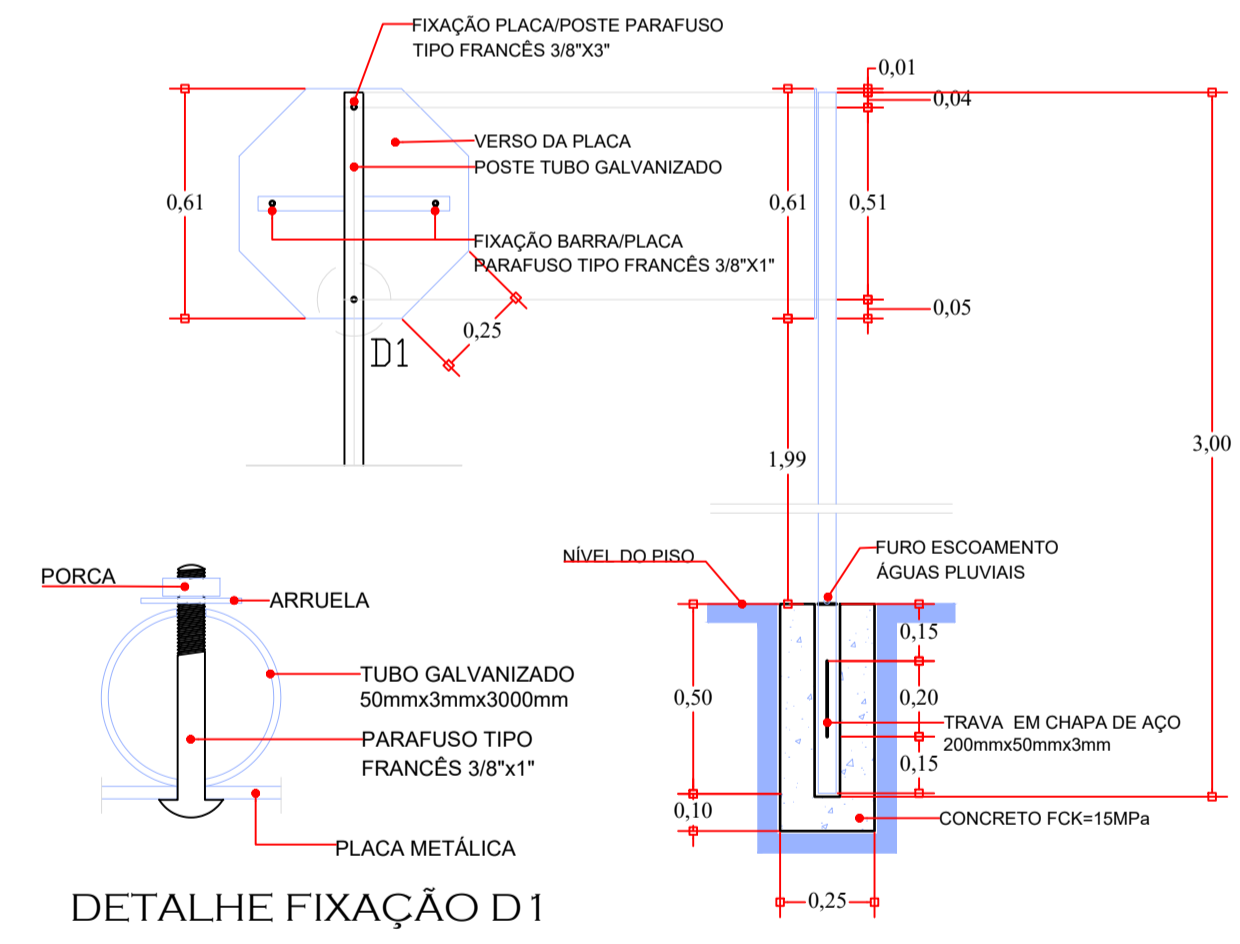 FIXAÇÃO PLACA/POSTE PARAFUSO
TIPO FRANCÊS 3/8"X3"
0,01
0,04
VERSO DA PLACA
POSTE TUBO GALVANIZADO
0,61
0,61
0,51
FIXAÇÃO BARRA/PLACA
PARAFUSO TIPO FRANCÊS 3/8"X1"
0,05
0,25
D1
3,00
1,99
NÍVEL DO PISO
FURO ESCOAMENTO
ÁGUAS PLUVIAIS
PORCA
ARRUELA
0,15
TUBO GALVANIZADO
50mmx3mmx3000mm
0,50
0,20
TRAVA EM CHAPA DE AÇO
200mmx50mmx3mm
PARAFUSO TIPO
FRANCÊS 3/8"x1"
0,15
0,10
CONCRETO FCK=15MPa
PLACA METÁLICA
0,25
DETALHE FIXAÇÃO D1